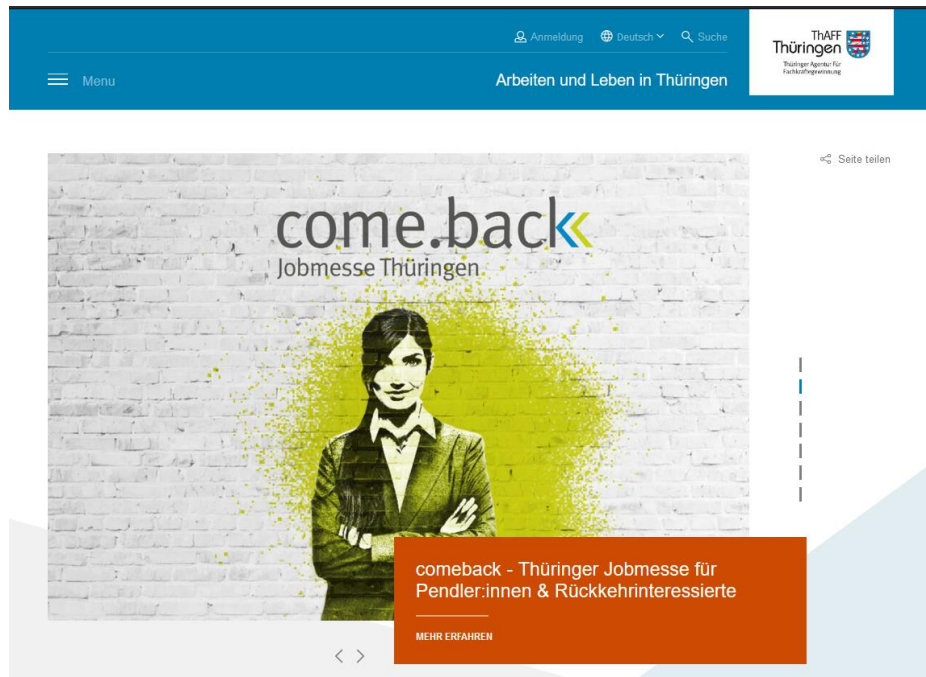 Anmeldung Deutsch Suche
ThAFF
Thüringen
Thüringer Agentur Für
Fachkräftegewinnung
Menu
Arbeiten und Leben in Thüringen
Seite teilen
come.back
Jobmesse Thüringen
comeback - Thüringer Jobmesse für
Pendler:innen & Rückkehrinteressierte
MEHR ERFAHREN